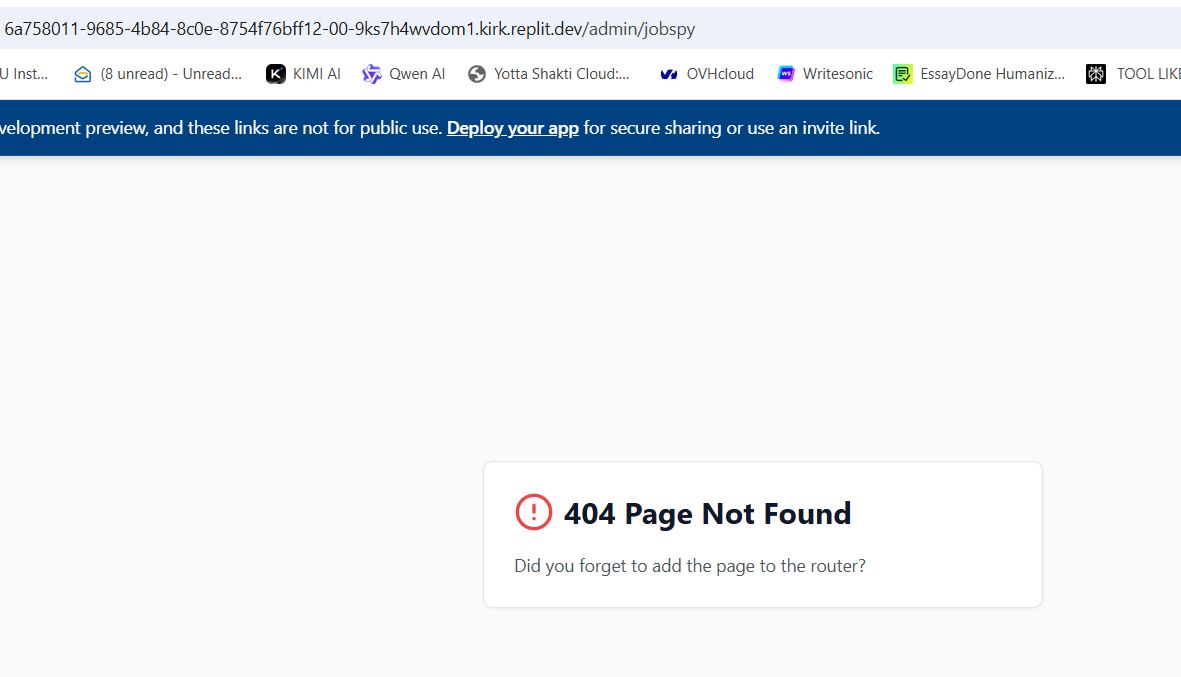 6a758011-9685-4b84-8c0e-8754f76bff12-00-9ks7h4wvdom1.kirk.replit.dev/admin/jobspy
U Inst... (8 unread) - Unread... KIMI AI Qwen AI Yotta Shakti Cloud:... OVHcloud Writesonic EssayDone Humaniz... TOOL LIKE
velopment preview, and these links are not for public use. Deploy your app for secure sharing or use an invite link.
404 Page Not Found
Did you forget to add the page to the router?